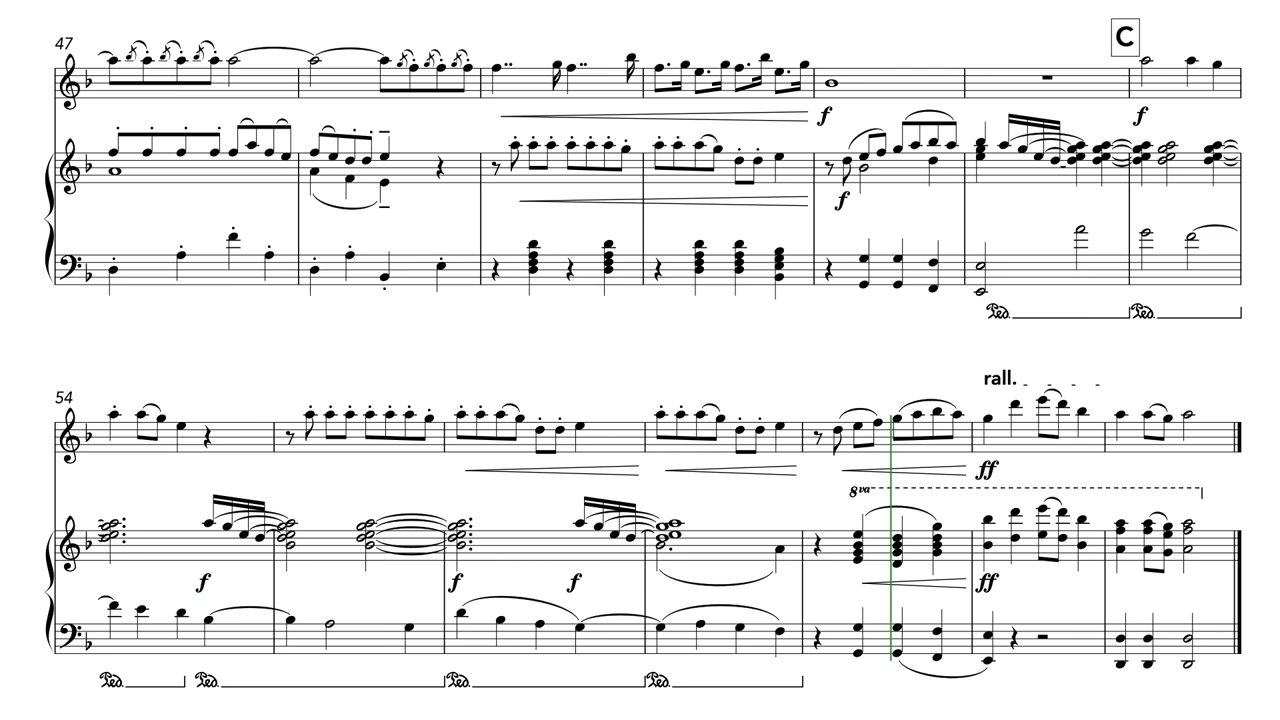 47
C
f f
f
Ped. Ped.
54
rall.
ff
8va
f f f ff
Ped. Ped. Ped. Ped.